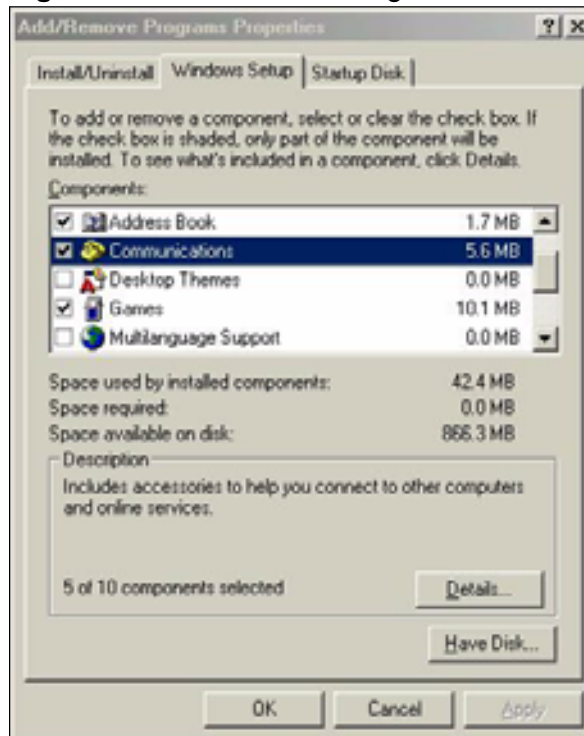 Add/Remove Programs Properties
Install/Uninstall Windows Setup Startup Disk
To add or remove a component, select or clear the check box. If
the check box is shaded, only part of the component will be
installed. To see what's included in a component, click Details.
Components:
Address Book 1.7 MB
Communications 5.6 MB
Desktop Themes 0.0 MB
Games 10.1 MB
Multilanguage Support 0.0 MB
Space used by installed components: 42.4 MB
Space required: 0.0 MB
Space available on disk: 866.3 MB
Description
Includes accessories to help you connect to other computers
and online services.
5 of 10 components selected
Details...
Have Disk...
OK Cancel Apply